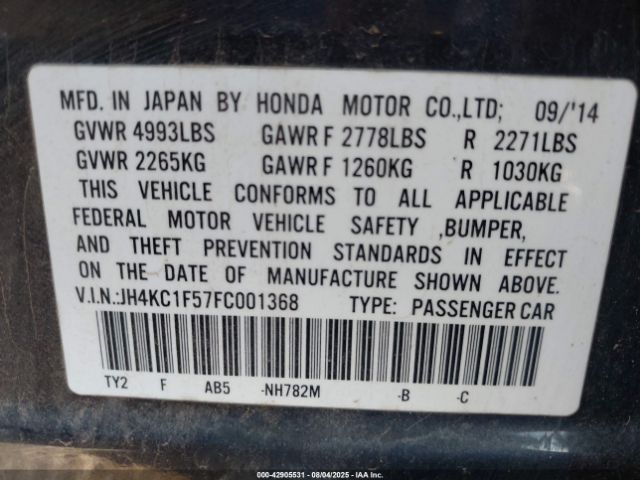 MFD. IN JAPAN BY HONDA MOTOR CO.,LTD; 09/'14
GVWR 4993LBS GAWR F 2778LBS R 2271LBS
GVWR 2265KG GAWR F 1260KG R 1030KG
THIS VEHICLE CONFORMS TO ALL APPLICABLE
FEDERAL MOTOR VEHICLE SAFETY ,BUMPER,
AND THEFT PREVENTION STANDARDS IN EFFECT
ON THE DATE OF MANUFACTURE SHOWN ABOVE.
V.I.N.:JH4KC1F57FC001368 TYPE: PASSENGER CAR
TY2 F AB5 -NH782M -B -C
000-42905531 - 08/04/2025 - IAA Inc.